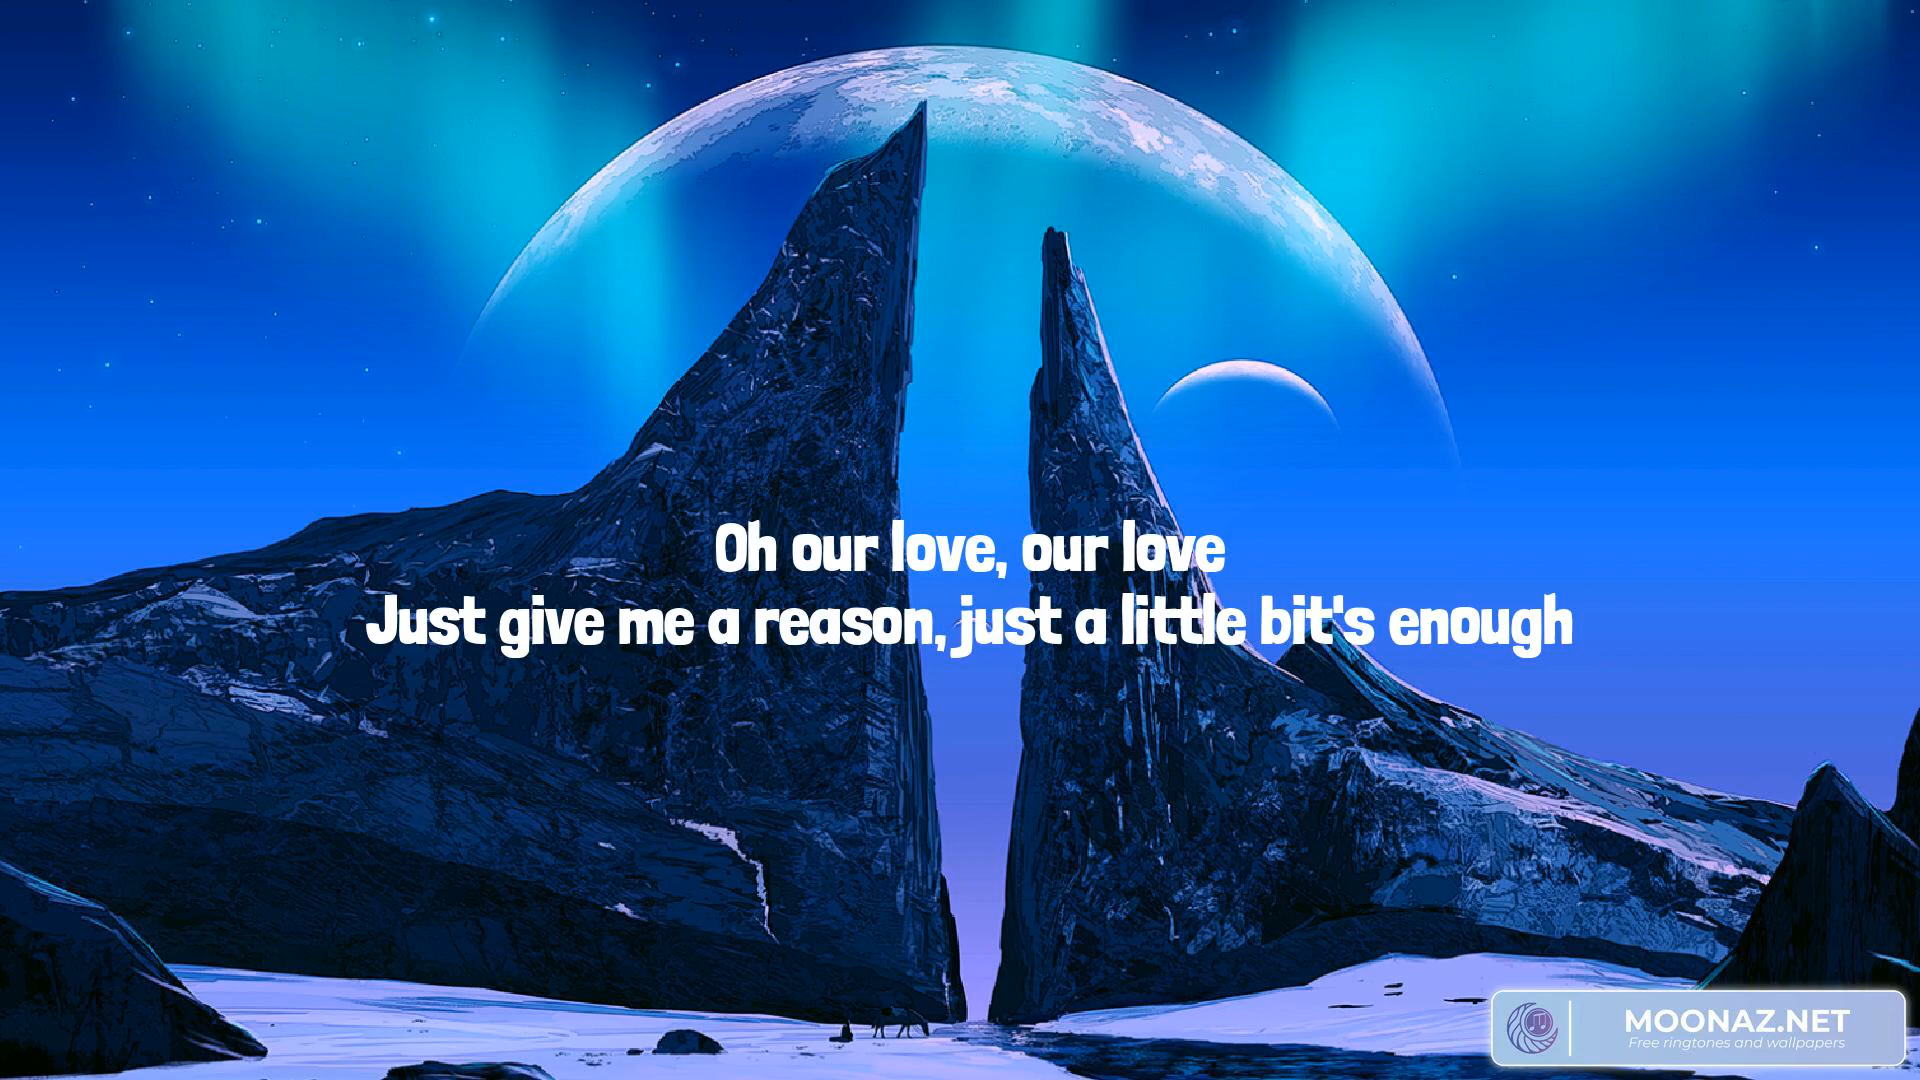 Oh our love, our love
Just give me a reason, just a little bit's enough
MOONAZ.NET
Free ringtones and wallpapers